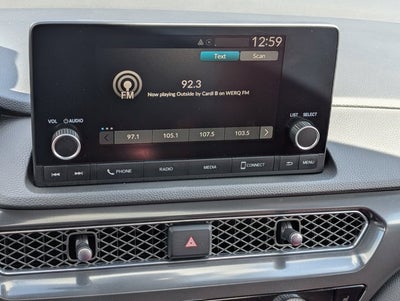 12:59
Text Scan
FM
92.3
Now playing Outside by Cardi B on WERQ FM
VOL AUDIO LIST SELECT
97.1 105.1 107.5 103.5
PHONE RADIO MEDIA CONNECT MENU